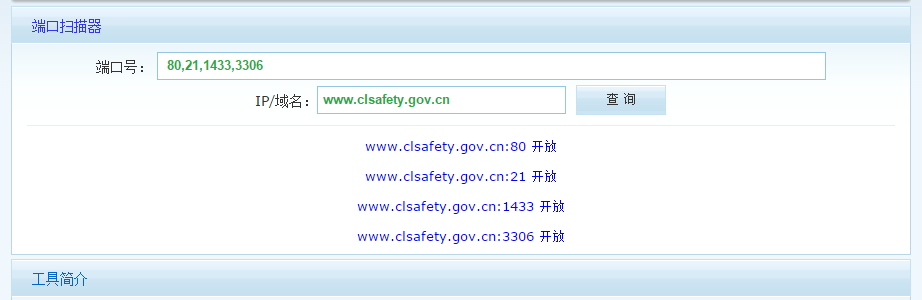 端口扫描器
端口号： 80,21,1433,3306
IP/域名： www.clsafety.gov.cn 查 询
www.clsafety.gov.cn:80 开放
www.clsafety.gov.cn:21 开放
www.clsafety.gov.cn:1433 开放
www.clsafety.gov.cn:3306 开放
工具简介